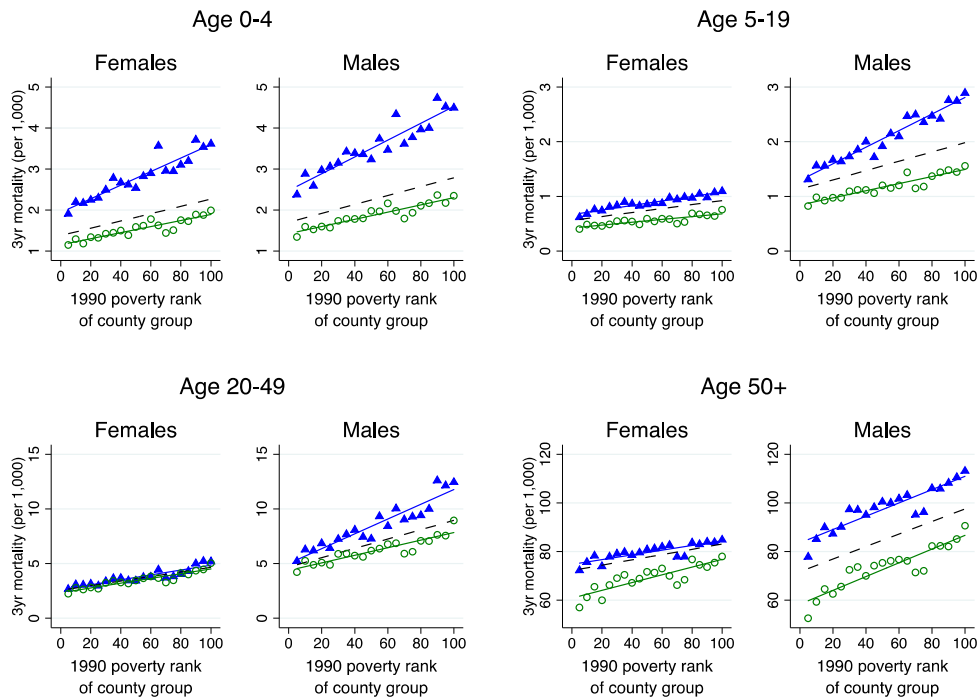 Age 0-4
Age 5-19
Females
Males
Females
Males
3yr mortality (per 1,000)
1 2 3 4 5
1 2 3 4 5
3yr mortality (per 1,000)
0 1 2 3
0 1 2 3
0 20 40 60 80 100
0 20 40 60 80 100
0 20 40 60 80 100
0 20 40 60 80 100
1990 poverty rank
of county group
1990 poverty rank
of county group
1990 poverty rank
of county group
1990 poverty rank
of county group
Age 20-49
Age 50+
Females
Males
Females
Males
3yr mortality (per 1,000)
0 5 10 15
0 5 10 15
3yr mortality (per 1,000)
60 80 100 120
60 80 100 120
0 20 40 60 80 100
0 20 40 60 80 100
0 20 40 60 80 100
0 20 40 60 80 100
1990 poverty rank
of county group
1990 poverty rank
of county group
1990 poverty rank
of county group
1990 poverty rank
of county group